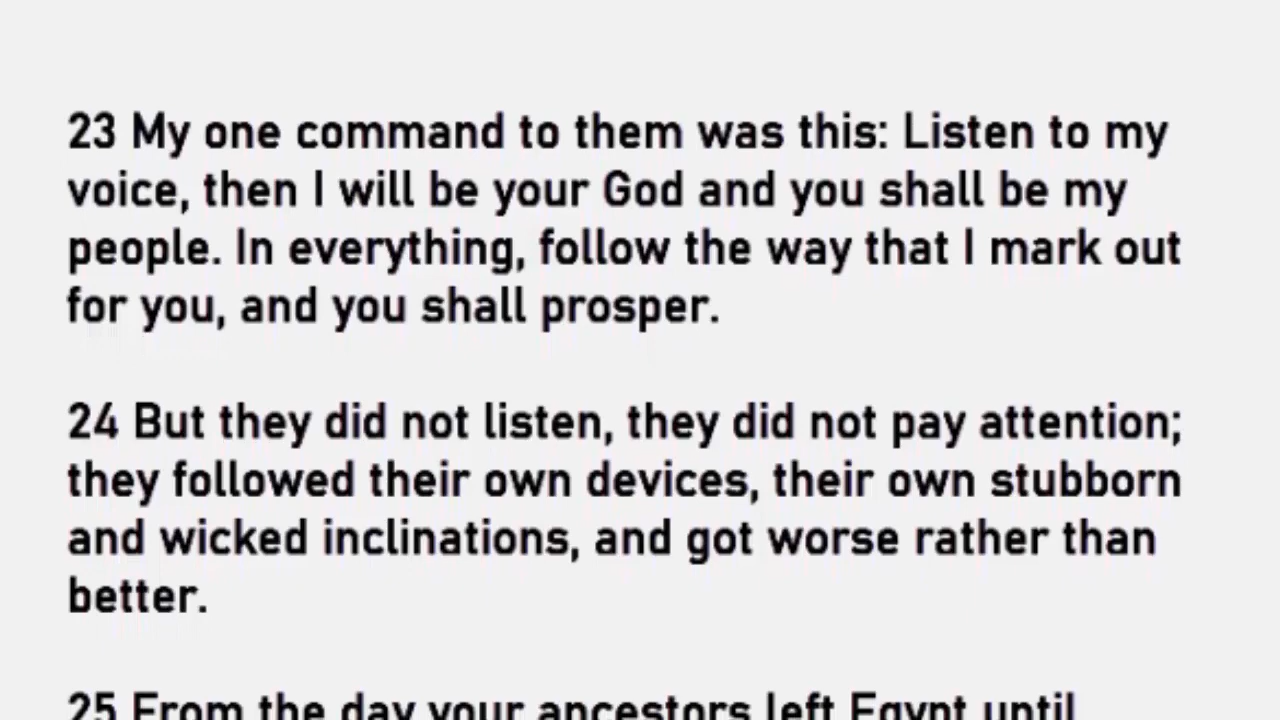 23 My one command to them was this: Listen to my
voice, then I will be your God and you shall be my
people. In everything, follow the way that I mark out
for you, and you shall prosper.
24 But they did not listen, they did not pay attention;
they followed their own devices, their own stubborn
and wicked inclinations, and got worse rather than
better.
25 From the day your ancestors left Egypt until